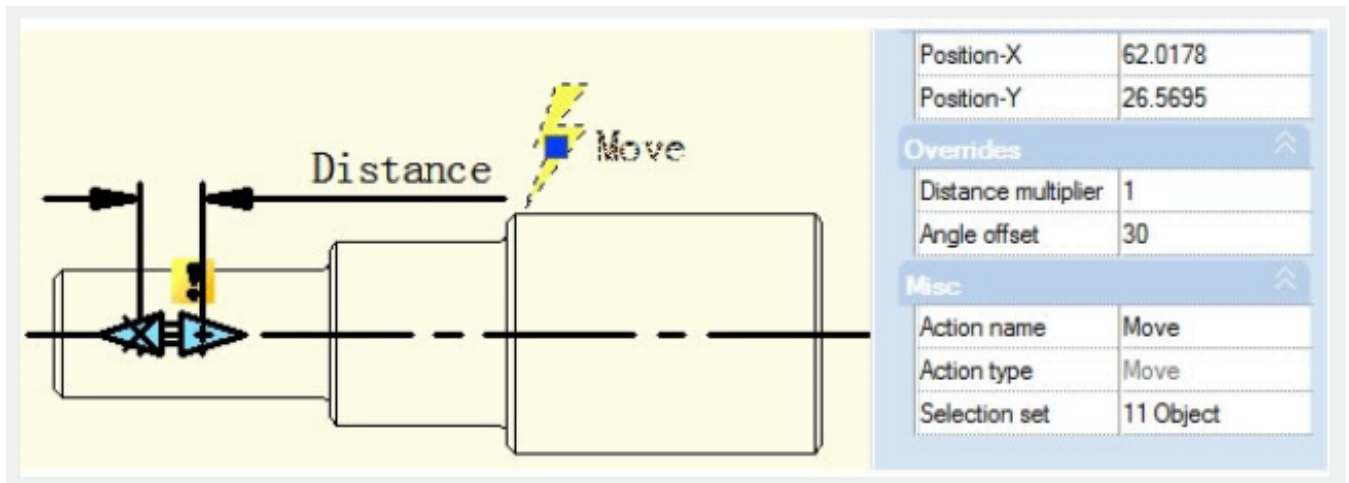 Distance
Move
Position-X 62.0178
Position-Y 26.5695
Overrides
Distance multiplier 1
Angle offset 30
Misc
Action name Move
Action type Move
Selection set 11 Object